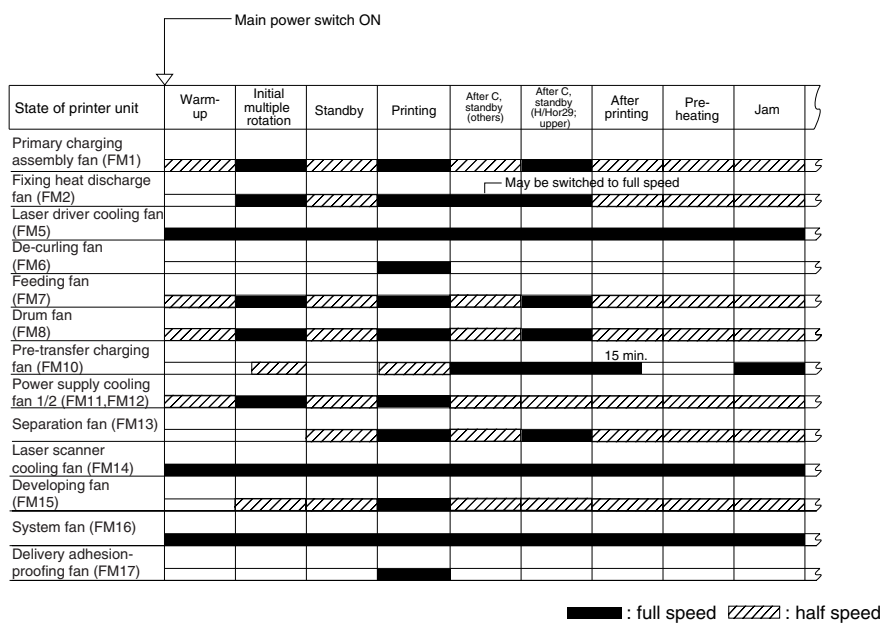 Main power switch ON
State of printer unit
Warm-
up
Initial
multiple
rotation
Standby
Printing
After C,
standby
(others)
After C,
standby
(H/Hor29;
upper)
After
printing
Pre-
heating
Jam
Primary charging
assembly fan (FM1)
Fixing heat discharge
fan (FM2)
May be switched to full speed
Laser driver cooling fan
(FM5)
De-curling fan
(FM6)
Feeding fan
(FM7)
Drum fan
(FM8)
Pre-transfer charging
fan (FM10)
15 min.
Power supply cooling
fan 1/2 (FM11,FM12)
Separation fan (FM13)
Laser scanner
cooling fan (FM14)
Developing fan
(FM15)
System fan (FM16)
Delivery adhesion-
proofing fan (FM17)
: full speed
: half speed